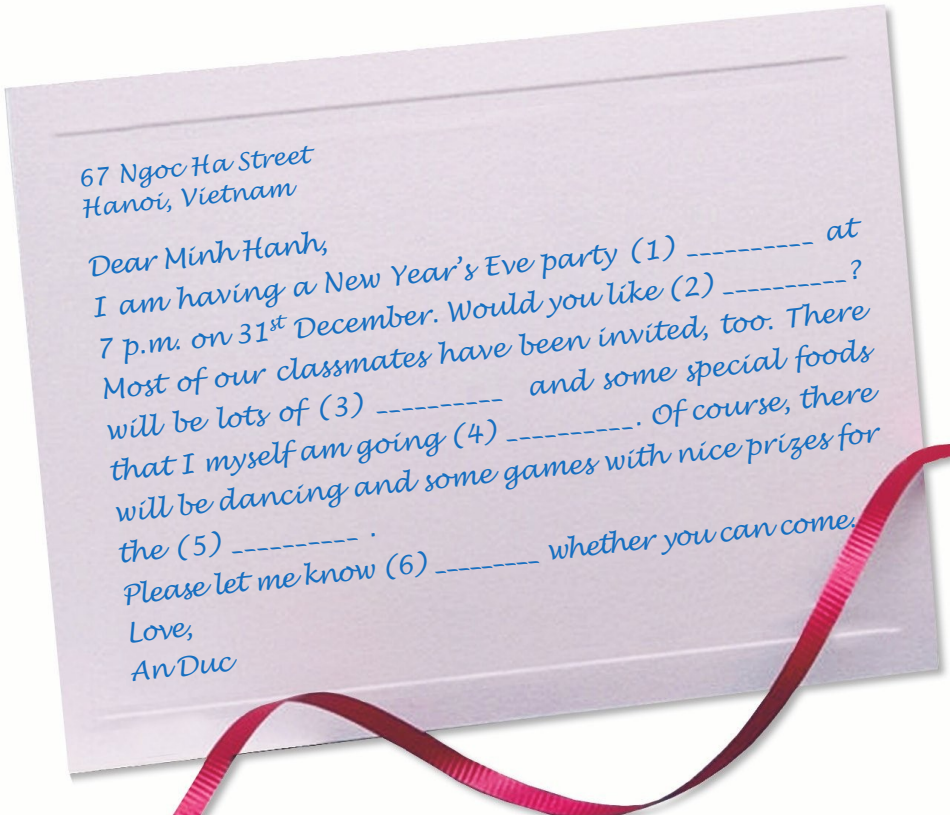 67 Ngoc Ha Street
Hanoi, Vietnam
Dear Minh Hanh,
I am having a New Year's Eve party (1) __________ at
7 p.m. on 31st December. Would you like (2) __________?
Most of our classmates have been invited, too. There
will be lots of (3) __________ and some special foods
that I myself am going (4) __________. Of course, there
will be dancing and some games with nice prizes for
the (5) __________ .
Please let me know (6) _________ whether you can come.
Love,
An Duc